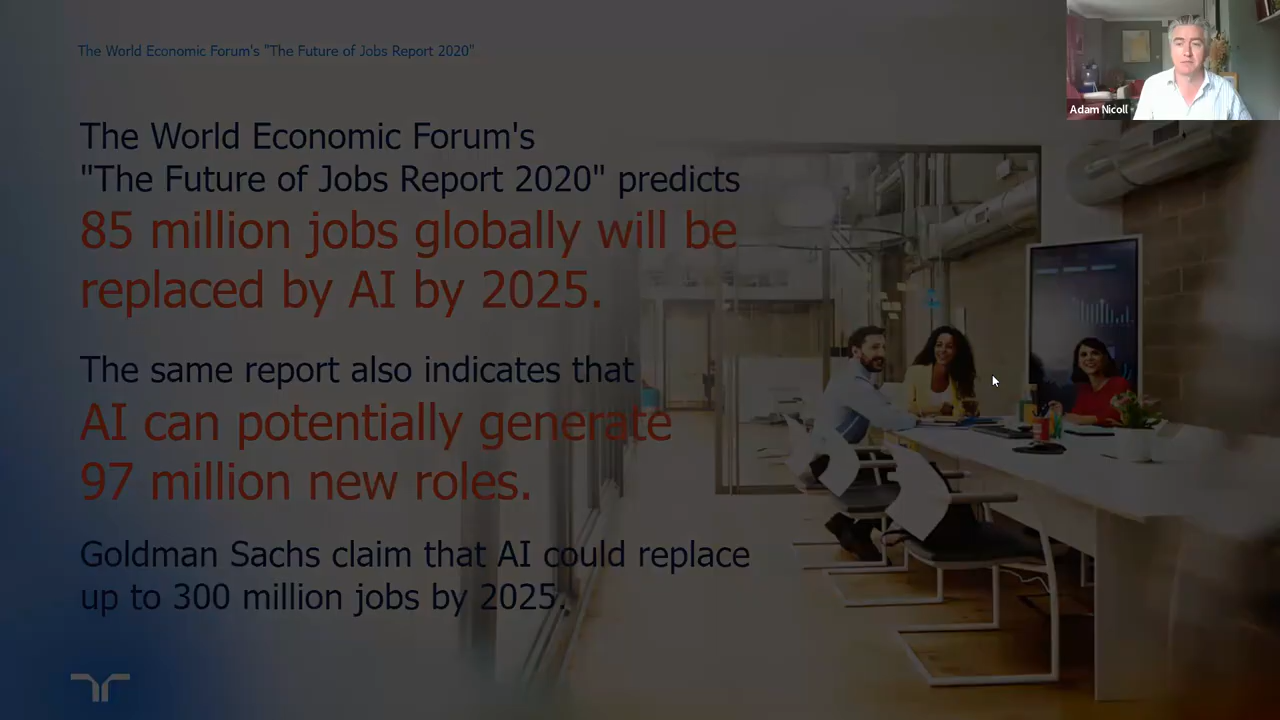 The World Economic Forum's "The Future of Jobs Report 2020"
Adam Nicoll
The World Economic Forum's
"The Future of Jobs Report 2020" predicts
85 million jobs globally will be
replaced by AI by 2025.
The same report also indicates that
AI can potentially generate
97 million new roles.
Goldman Sachs claim that AI could replace
up to 300 million jobs by 2025.